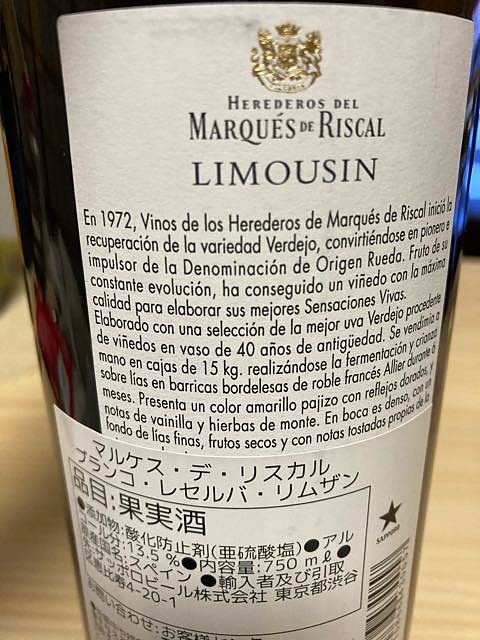 HEREDEROS DEL
MARQUÉS DE RISCAL
LIMOUSIN
En 1972, Vinos de los Herederos de Marqués de Riscal inició la
recuperación de la variedad Verdejo, convirtiéndose en pionero e
impulsor de la Denominación de Origen Rueda. Fruto de su
constante evolución, ha conseguido un viñedo con la máxima
calidad para elaborar sus mejores Sensaciones Vivas.
Elaborado con una selección de la mejor uva Verdejo procedente
de viñedos en vaso de 40 años de antigüedad. Se vendimia a
mano en cajas de 15 kg. realizándose la fermentación y crianza
sobre lías en barricas bordelesas de roble francés Allier durante 6
meses. Presenta un color amarillo pajizo con reflejos dorados, y
notas de vainilla y hierbas de monte. En boca es denso, con un
fondo de lías finas, frutos secos y con notas tostadas propias de la
マルケス・デ・リスカル
ブランコ・レセルバ・リムザン
品目:果実酒
●添加物:酸化防止剤(亜硫酸塩)●アル
コール分:13.5%●内容量:750mℓ●
原産国名:スペイン●輸入者及び引取
先:サッポロビール株式会社 東京都渋谷
区恵比寿4-20-1
SAPPORO